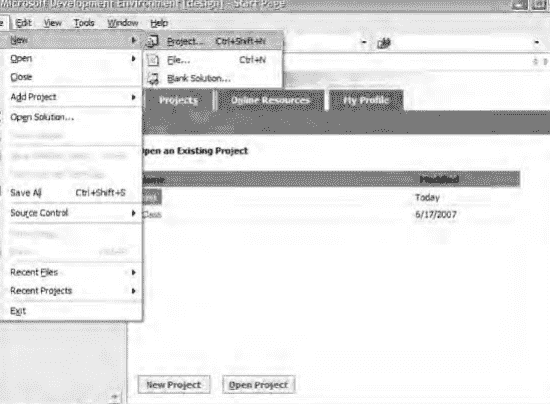 Microsoft Development Environment [design] - Start Page
Edit View Tools Window Help
New
Project... Ctrl+Shift+N
File... Ctrl+N
Blank Solution...
Open
Close
Add Project
Open Solution...
Save All Ctrl+Shift+S
Source Control
Recent Files
Recent Projects
Exit
Projects Online Resources My Profile
Open an Existing Project
Name Modified
Today
6/17/2007
New Project Open Project